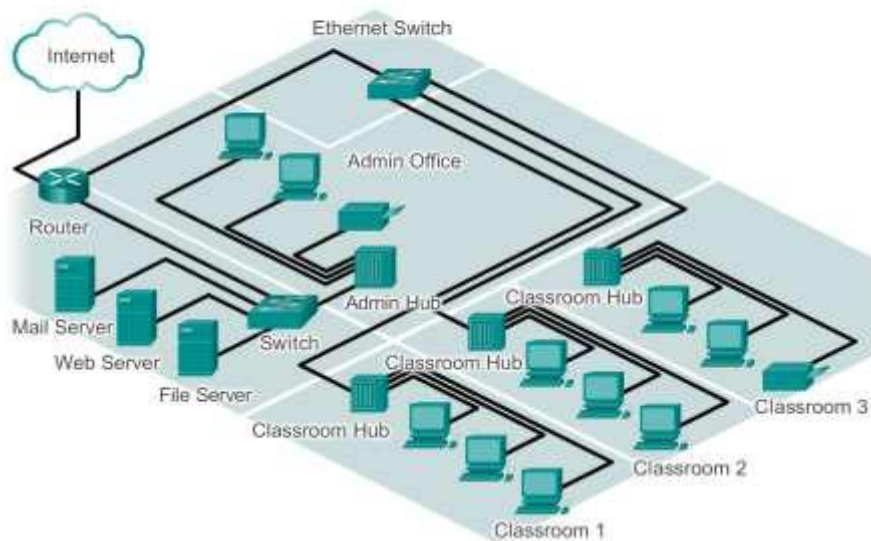 Ethernet Switch
Internet
Admin Office
Router
Admin Hub
Classroom Hub
Mail Server
Switch
Web Server
Classroom Hub
File Server
Classroom 3
Classroom Hub
Classroom 2
Classroom 1